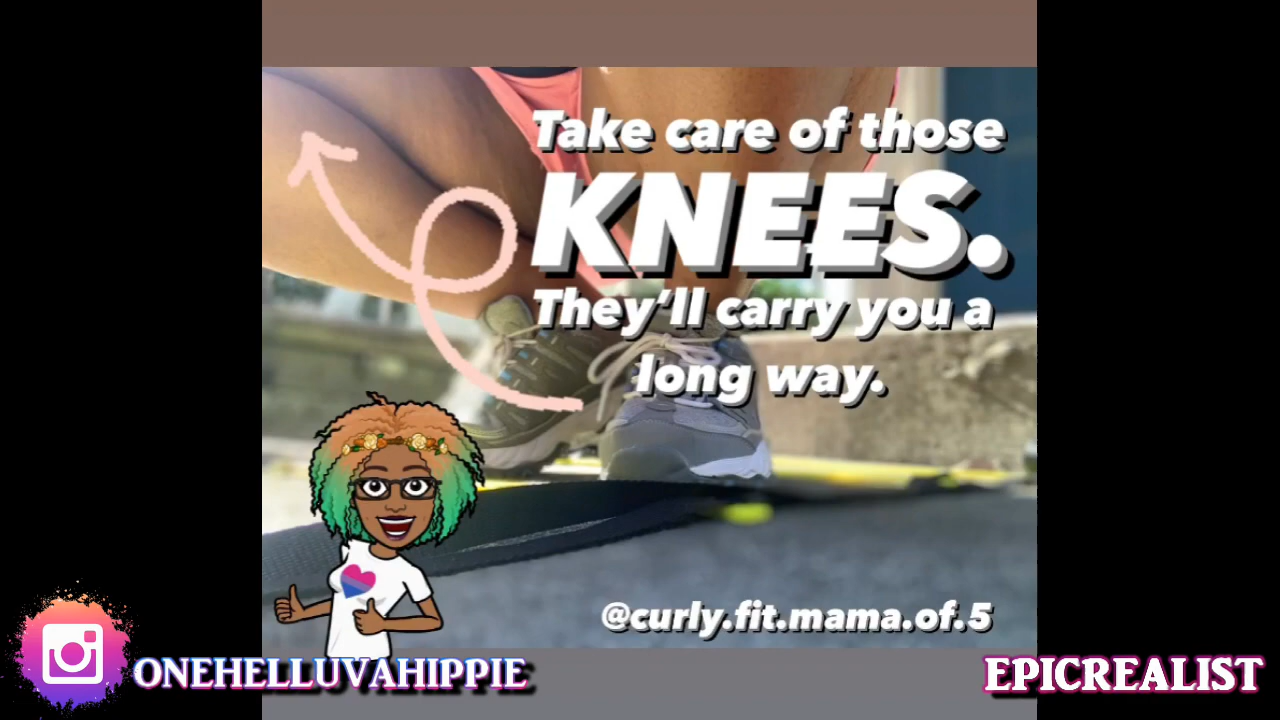 Take care of those
KNEES.
They'll carry you a
long way.
@curly.fit.mama.of.5
ONEHELLUVAHIPPIE
EPICREALIST